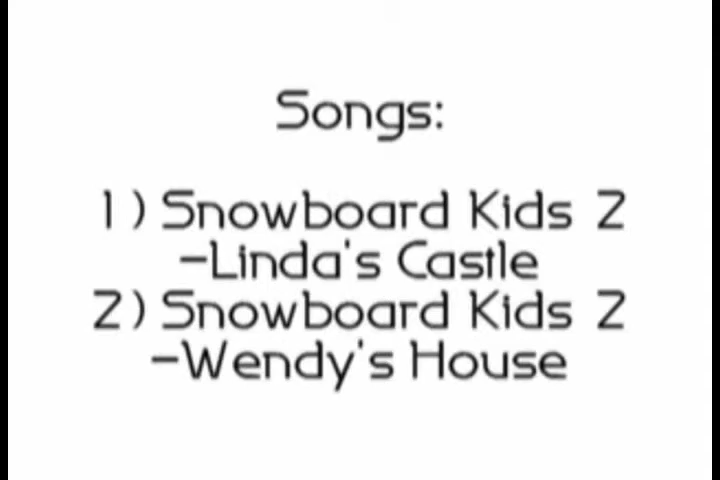 Songs:
1) Snowboard Kids 2
-Linda's Castle
2) Snowboard Kids 2
-Wendy's House